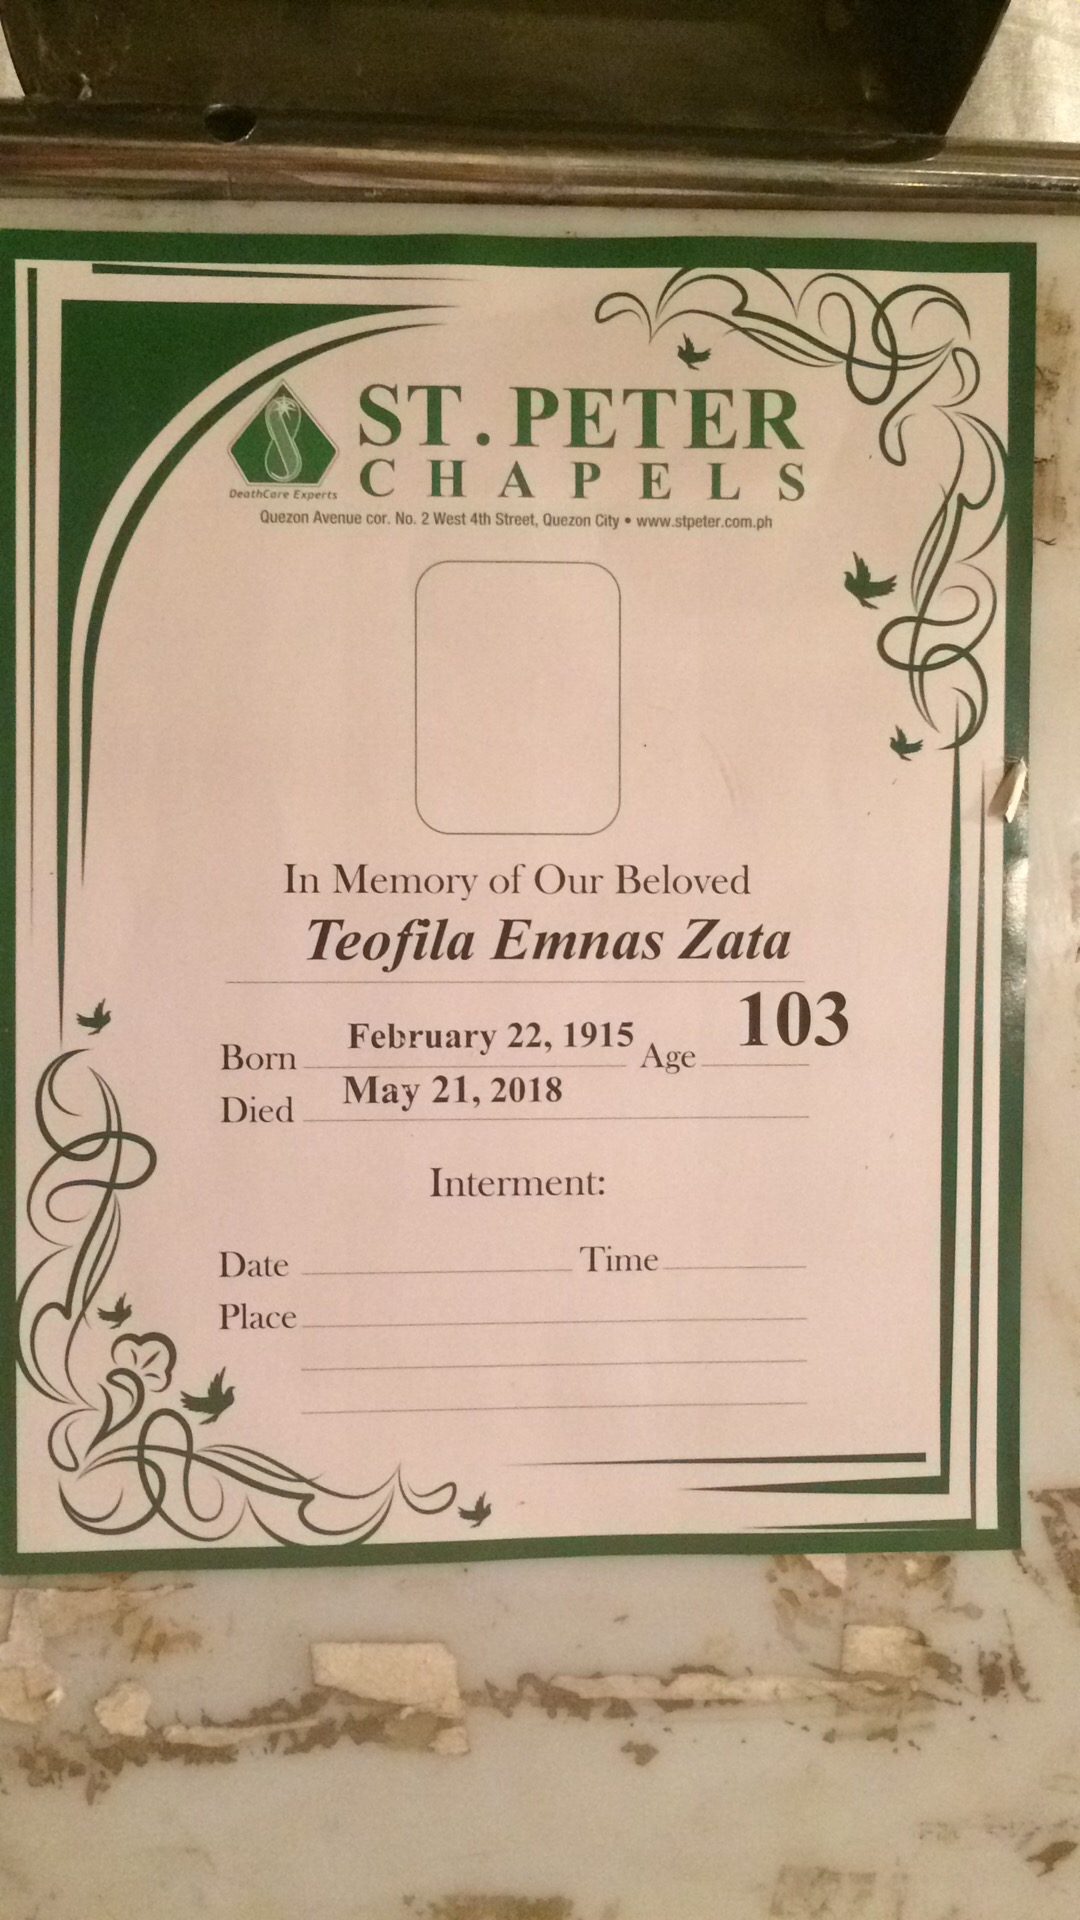 ST. PETER
CHAPELS
DeathCare Experts
Quezon Avenue cor. No. 2 West 4th Street, Quezon City • www.stpeter.com.ph
In Memory of Our Beloved
Teofila Emnas Zata
Born February 22, 1915 Age 103
Died May 21, 2018
Interment:
Date Time
Place